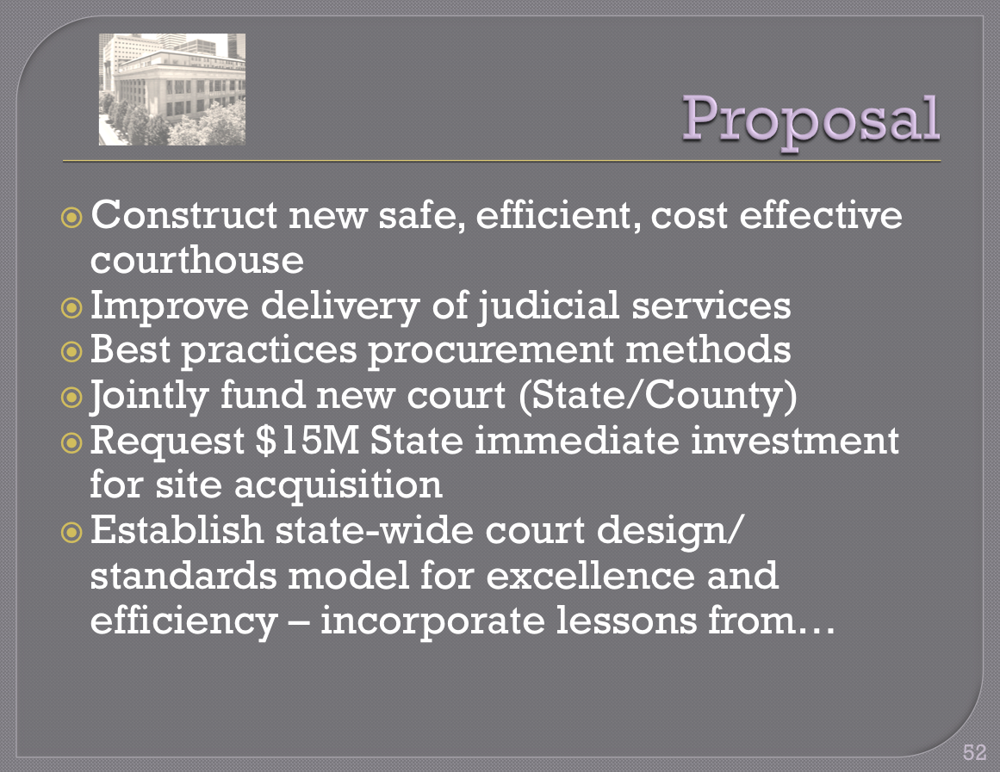 Proposal
Construct new safe, efficient, cost effective
courthouse
Improve delivery of judicial services
Best practices procurement methods
Jointly fund new court (State/County)
Request $15M State immediate investment
for site acquisition
Establish state-wide court design/
standards model for excellence and
efficiency – incorporate lessons from…
52